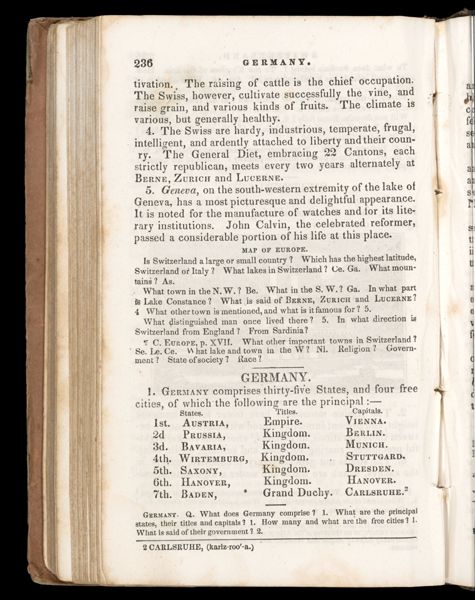 236 GERMANY.
tivation. The raising of cattle is the chief occupation.
The Swiss, however, cultivate successfully the vine, and
raise grain, and various kinds of fruits. The climate is
various, but generally healthy.
4. The Swiss are hardy, industrious, temperate, frugal,
intelligent, and ardently attached to liberty and their coun-
ry. The General Diet, embracing 22 Cantons, each
strictly republican, meets every two years alternately at
BERNE, ZURICH and LUCERNE.
5. Geneva, on the south-western extremity of the lake of
Geneva, has a most picturesque and delightful appearance.
It is noted for the manufacture of watches and for its lite-
rary institutions. John Calvin, the celebrated reformer,
passed a considerable portion of his life at this place.
MAP OF EUROPE.
Is Switzerland a large or small country? Which has the highest latitude,
Switzerland or Italy? What lakes in Switzerland? Ce. Ga. What moun-
tains? As.
What town in the N. W.? Be. What in the S. W.? Ga. In what part
is Lake Constance? What is said of BERNE, ZURICH and LUCERNE?
4 What other town is mentioned, and what is it famous for? 5.
What distinguished man once lived there? 5. In what direction is
Switzerland from England? From Sardinia?
C. EUROPE, p. XVII. What other important towns in Switzerland?
Se. Le. Ce. What lake and town in the W? Nl. Religion? Govern-
ment? State of society? Race?
GERMANY.
1. GERMANY comprises thirty-five States, and four free
cities, of which the following are the principal:—
States. Titles. Capitals.
1st. AUSTRIA, Empire. VIENNA.
2d PRUSSIA, Kingdom. BERLIN.
3d. BAVARIA, Kingdom. MUNICH.
4th. WIRTEMBURG, Kingdom. STUTTGARD.
5th. SAXONY, Kingdom. DRESDEN.
6th. HANOVER, Kingdom. HANOVER.
7th. BADEN, Grand Duchy. CARLSRUHE.2
GERMANY. Q. What does Germany comprise? 1. What are the principal
states, their titles and capitals? 1. How many and what are the free cities? 1.
What is said of their government? 2.
2 CARLSRUHE, (karlz-roo'-a.)